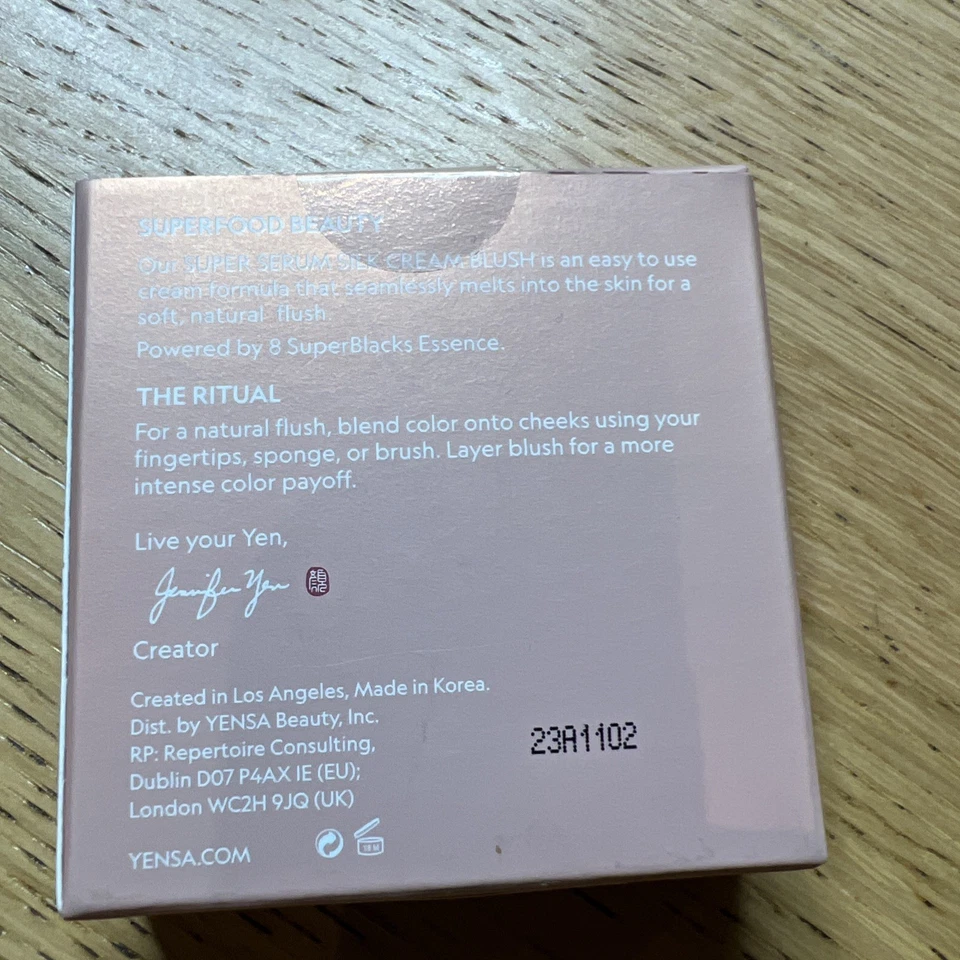 SUPERFOOD BEAUTY
Our SUPER SERUM SILK CREAM BLUSH is an easy to use
cream formula that seamlessly melts into the skin for a
soft, natural flush.
Powered by 8 SuperBlacks Essence.
THE RITUAL
For a natural flush, blend color onto cheeks using your
fingertips, sponge, or brush. Layer blush for a more
intense color payoff.
Live your Yen,
Jennifer Yen
Creator
Created in Los Angeles, Made in Korea.
Dist. by YENSA Beauty, Inc.
RP: Repertoire Consulting,
Dublin D07 P4AX IE (EU);
London WC2H 9JQ (UK)
23A1102
YENSA.COM
18 M